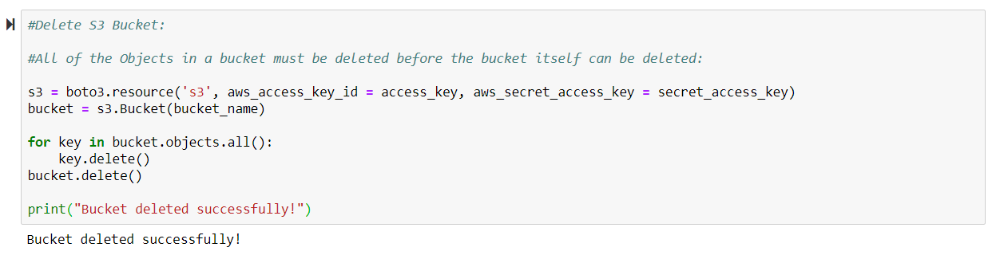 #Delete S3 Bucket:
#All of the Objects in a bucket must be deleted before the bucket itself can be deleted:
s3 = boto3.resource('s3', aws_access_key_id = access_key, aws_secret_access_key = secret_access_key)
bucket = s3.Bucket(bucket_name)
for key in bucket.objects.all():
    key.delete()
bucket.delete()
print("Bucket deleted successfully!")
Bucket deleted successfully!